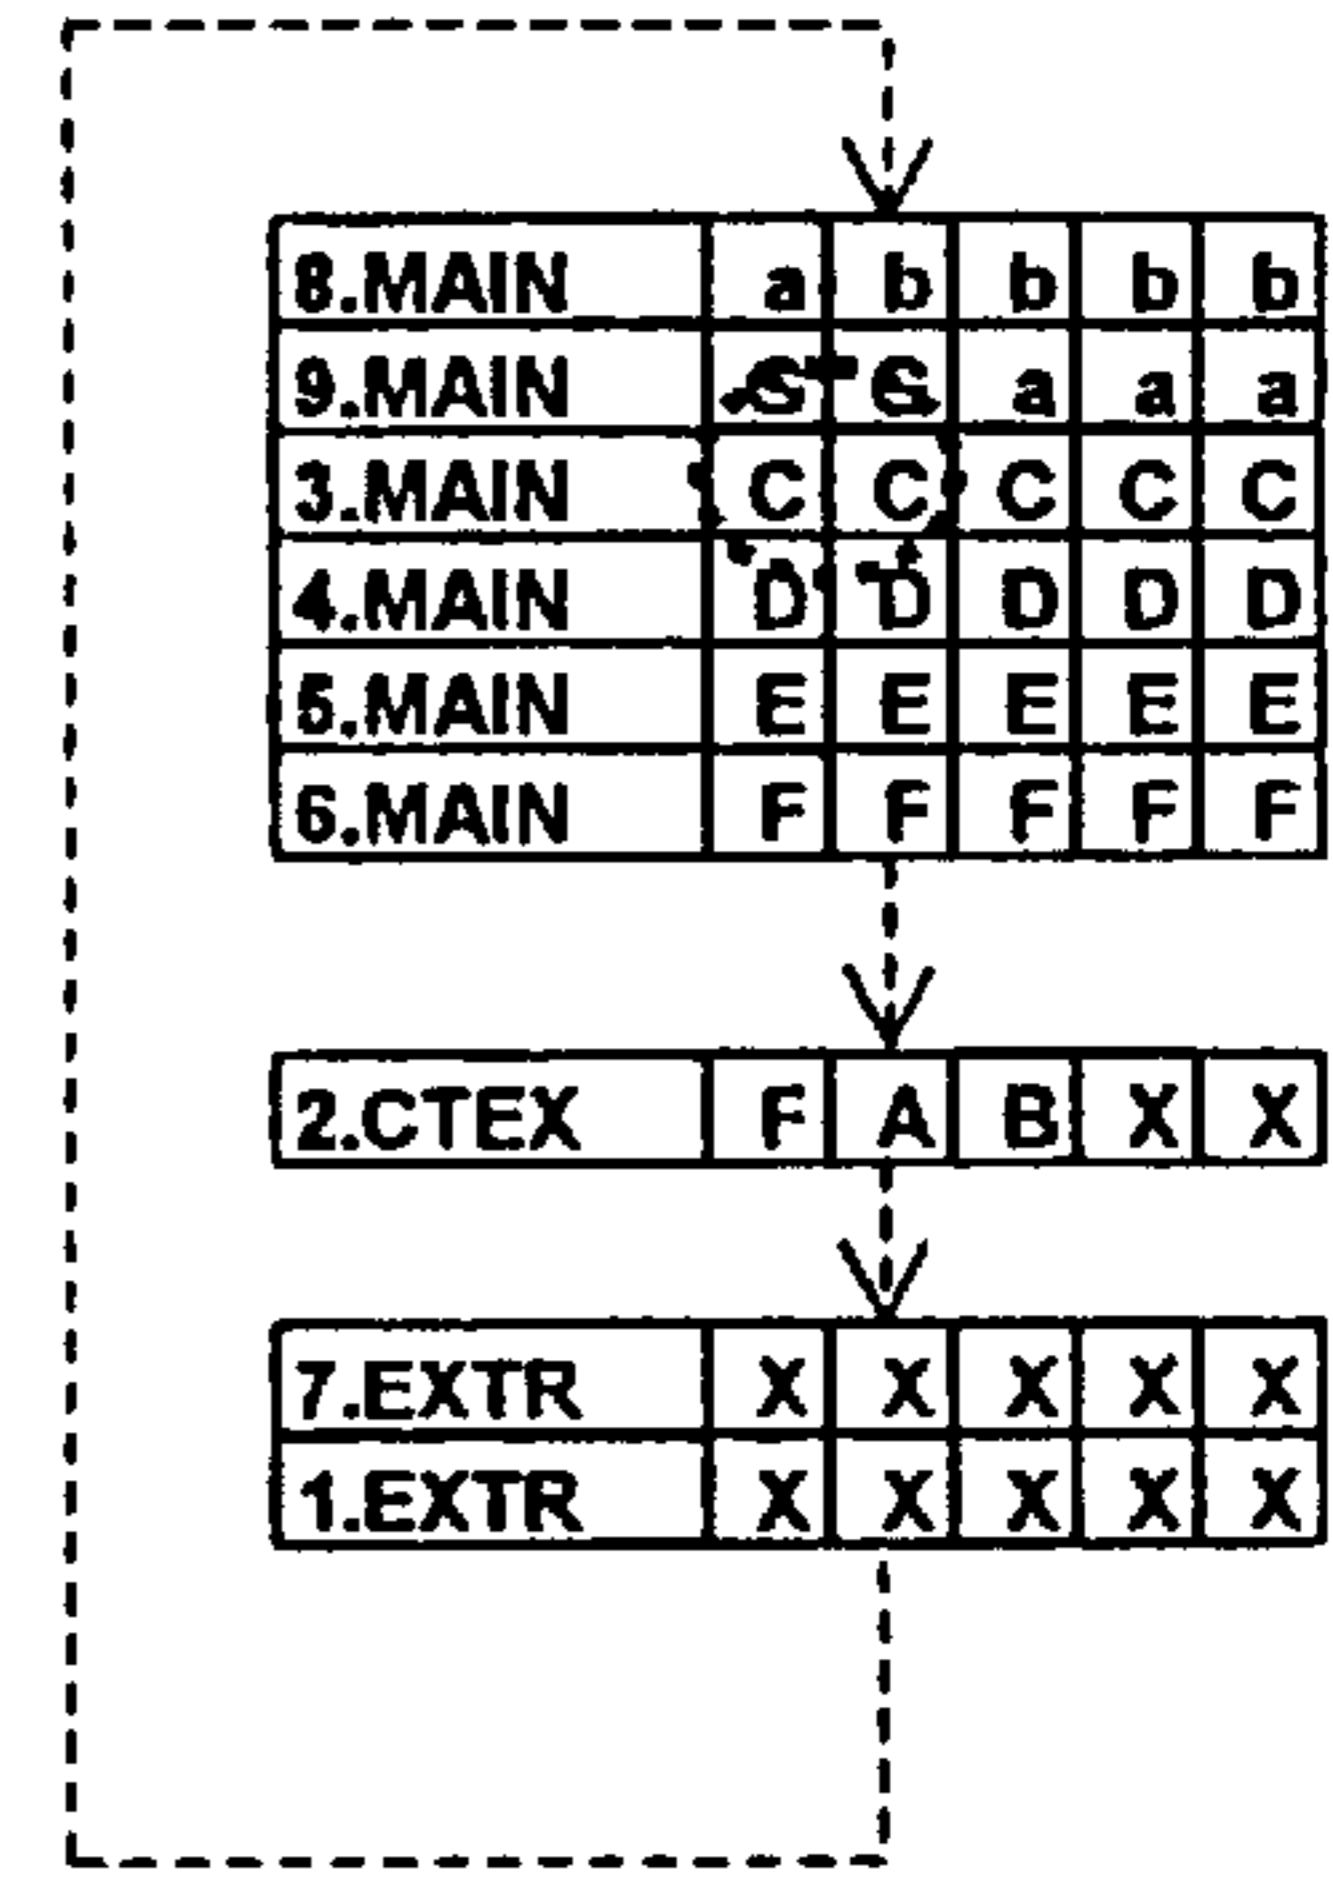 8.MAIN a b b b b
9.MAIN G G a a a
3.MAIN C C C C C
4.MAIN D D D D D
5.MAIN E E E E E
6.MAIN F F F F F
2.CTEX F A B X X
7.EXTR X X X X X
1.EXTR X X X X X